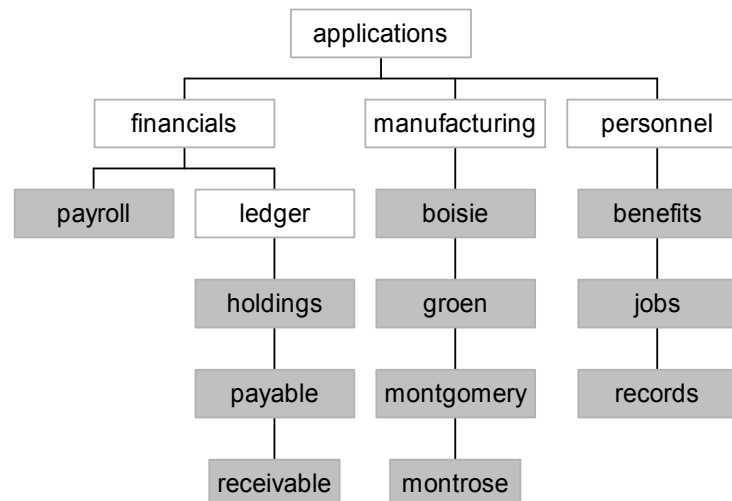 applications
financials
manufacturing
personnel
payroll
ledger
boisie
benefits
holdings
groen
jobs
payable
montgomery
records
receivable
montrose